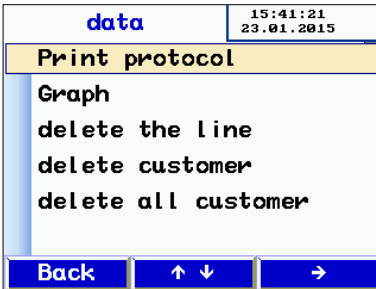 data
15:41:21
23.01.2015
Print protocol
Graph
delete the line
delete customer
delete all customer
Back ↑ ↓ →